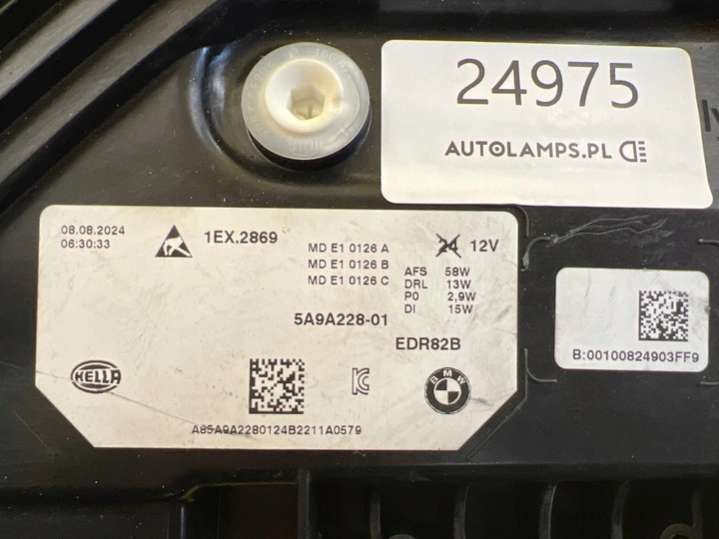 24975
AUTOLAMPS.PL
08.08.2024
06:30:33
1EX.2869
MD E1 0126 A
MD E1 0126 B
MD E1 0126 C
24 12V
AFS 58W
DRL 13W
P0 2,9W
DI 15W
5A9A228-01
EDR82B
HELLA
BMW
A85A9A2280124B2211A0579
B:00100824903FF9